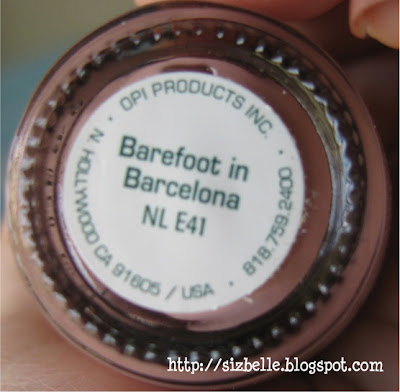 OPI PRODUCTS INC. •
Barefoot in
Barcelona
NL E41
N. HOLLYWOOD CA 91605 / USA • 818.759.2400 •
http://sizbelle.blogspot.com